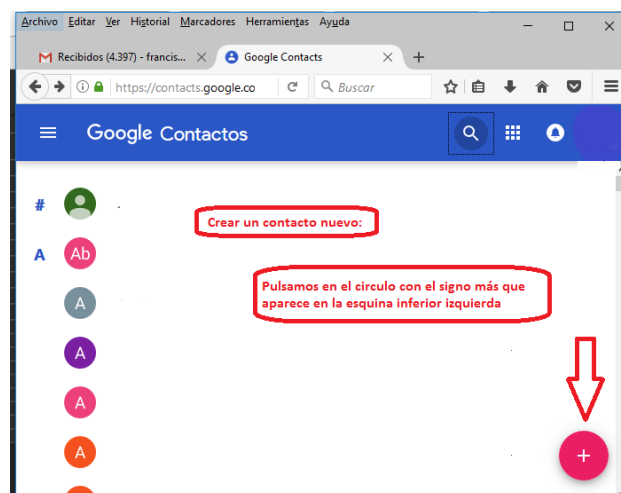 Archivo Editar Ver Historial Marcadores Herramientas Ayuda
Recibidos (4.397) - francis... Google Contacts
https://contacts.google.co Buscar
Google Contactos
#
Crear un contacto nuevo:
A Ab
Pulsamos en el circulo con el signo más que
aparece en la esquina inferior izquierda
A
A
A
A